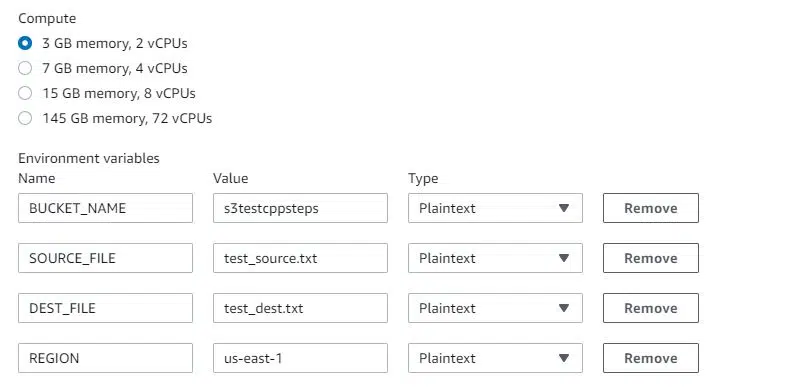 Compute
3 GB memory, 2 vCPUs
7 GB memory, 4 vCPUs
15 GB memory, 8 vCPUs
145 GB memory, 72 vCPUs
Environment variables
Name Value Type
BUCKET_NAME s3testcppsteps Plaintext Remove
SOURCE_FILE test_source.txt Plaintext Remove
DEST_FILE test_dest.txt Plaintext Remove
REGION us-east-1 Plaintext Remove